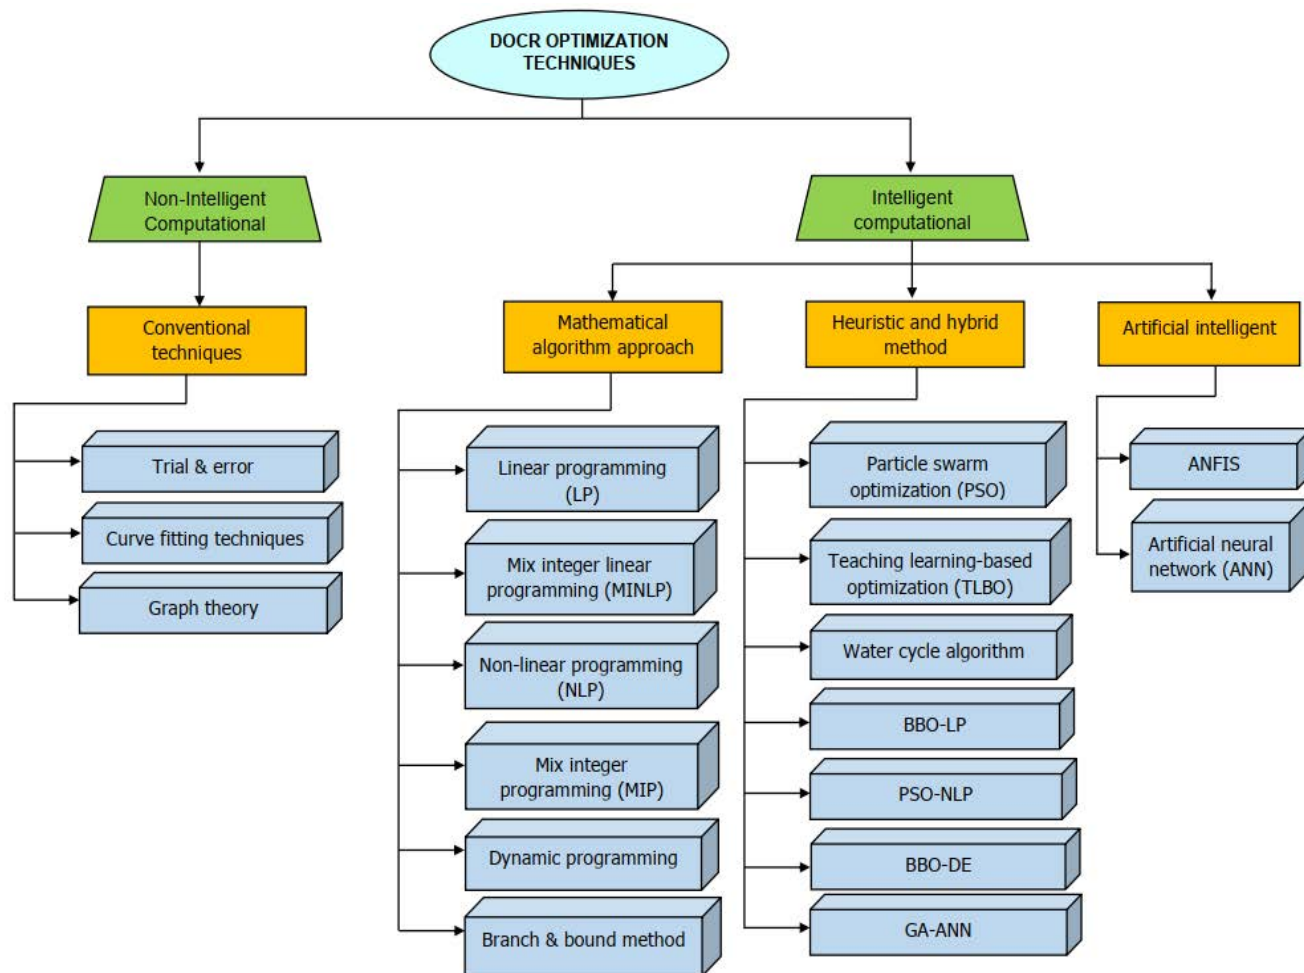 DOCR OPTIMIZATION
TECHNIQUES
Non-Intelligent
Computational
Intelligent
computational
Conventional
techniques
Mathematical
algorithm approach
Heuristic and hybrid
method
Artificial intelligent
Trial & error
Curve fitting techniques
Graph theory
Linear programming
(LP)
Mix integer linear
programming (MINLP)
Non-linear programming
(NLP)
Mix integer
programming (MIP)
Dynamic programming
Branch & bound method
Particle swarm
optimization (PSO)
Teaching learning-based
optimization (TLBO)
Water cycle algorithm
BBO-LP
PSO-NLP
BBO-DE
GA-ANN
ANFIS
Artificial neural
network (ANN)